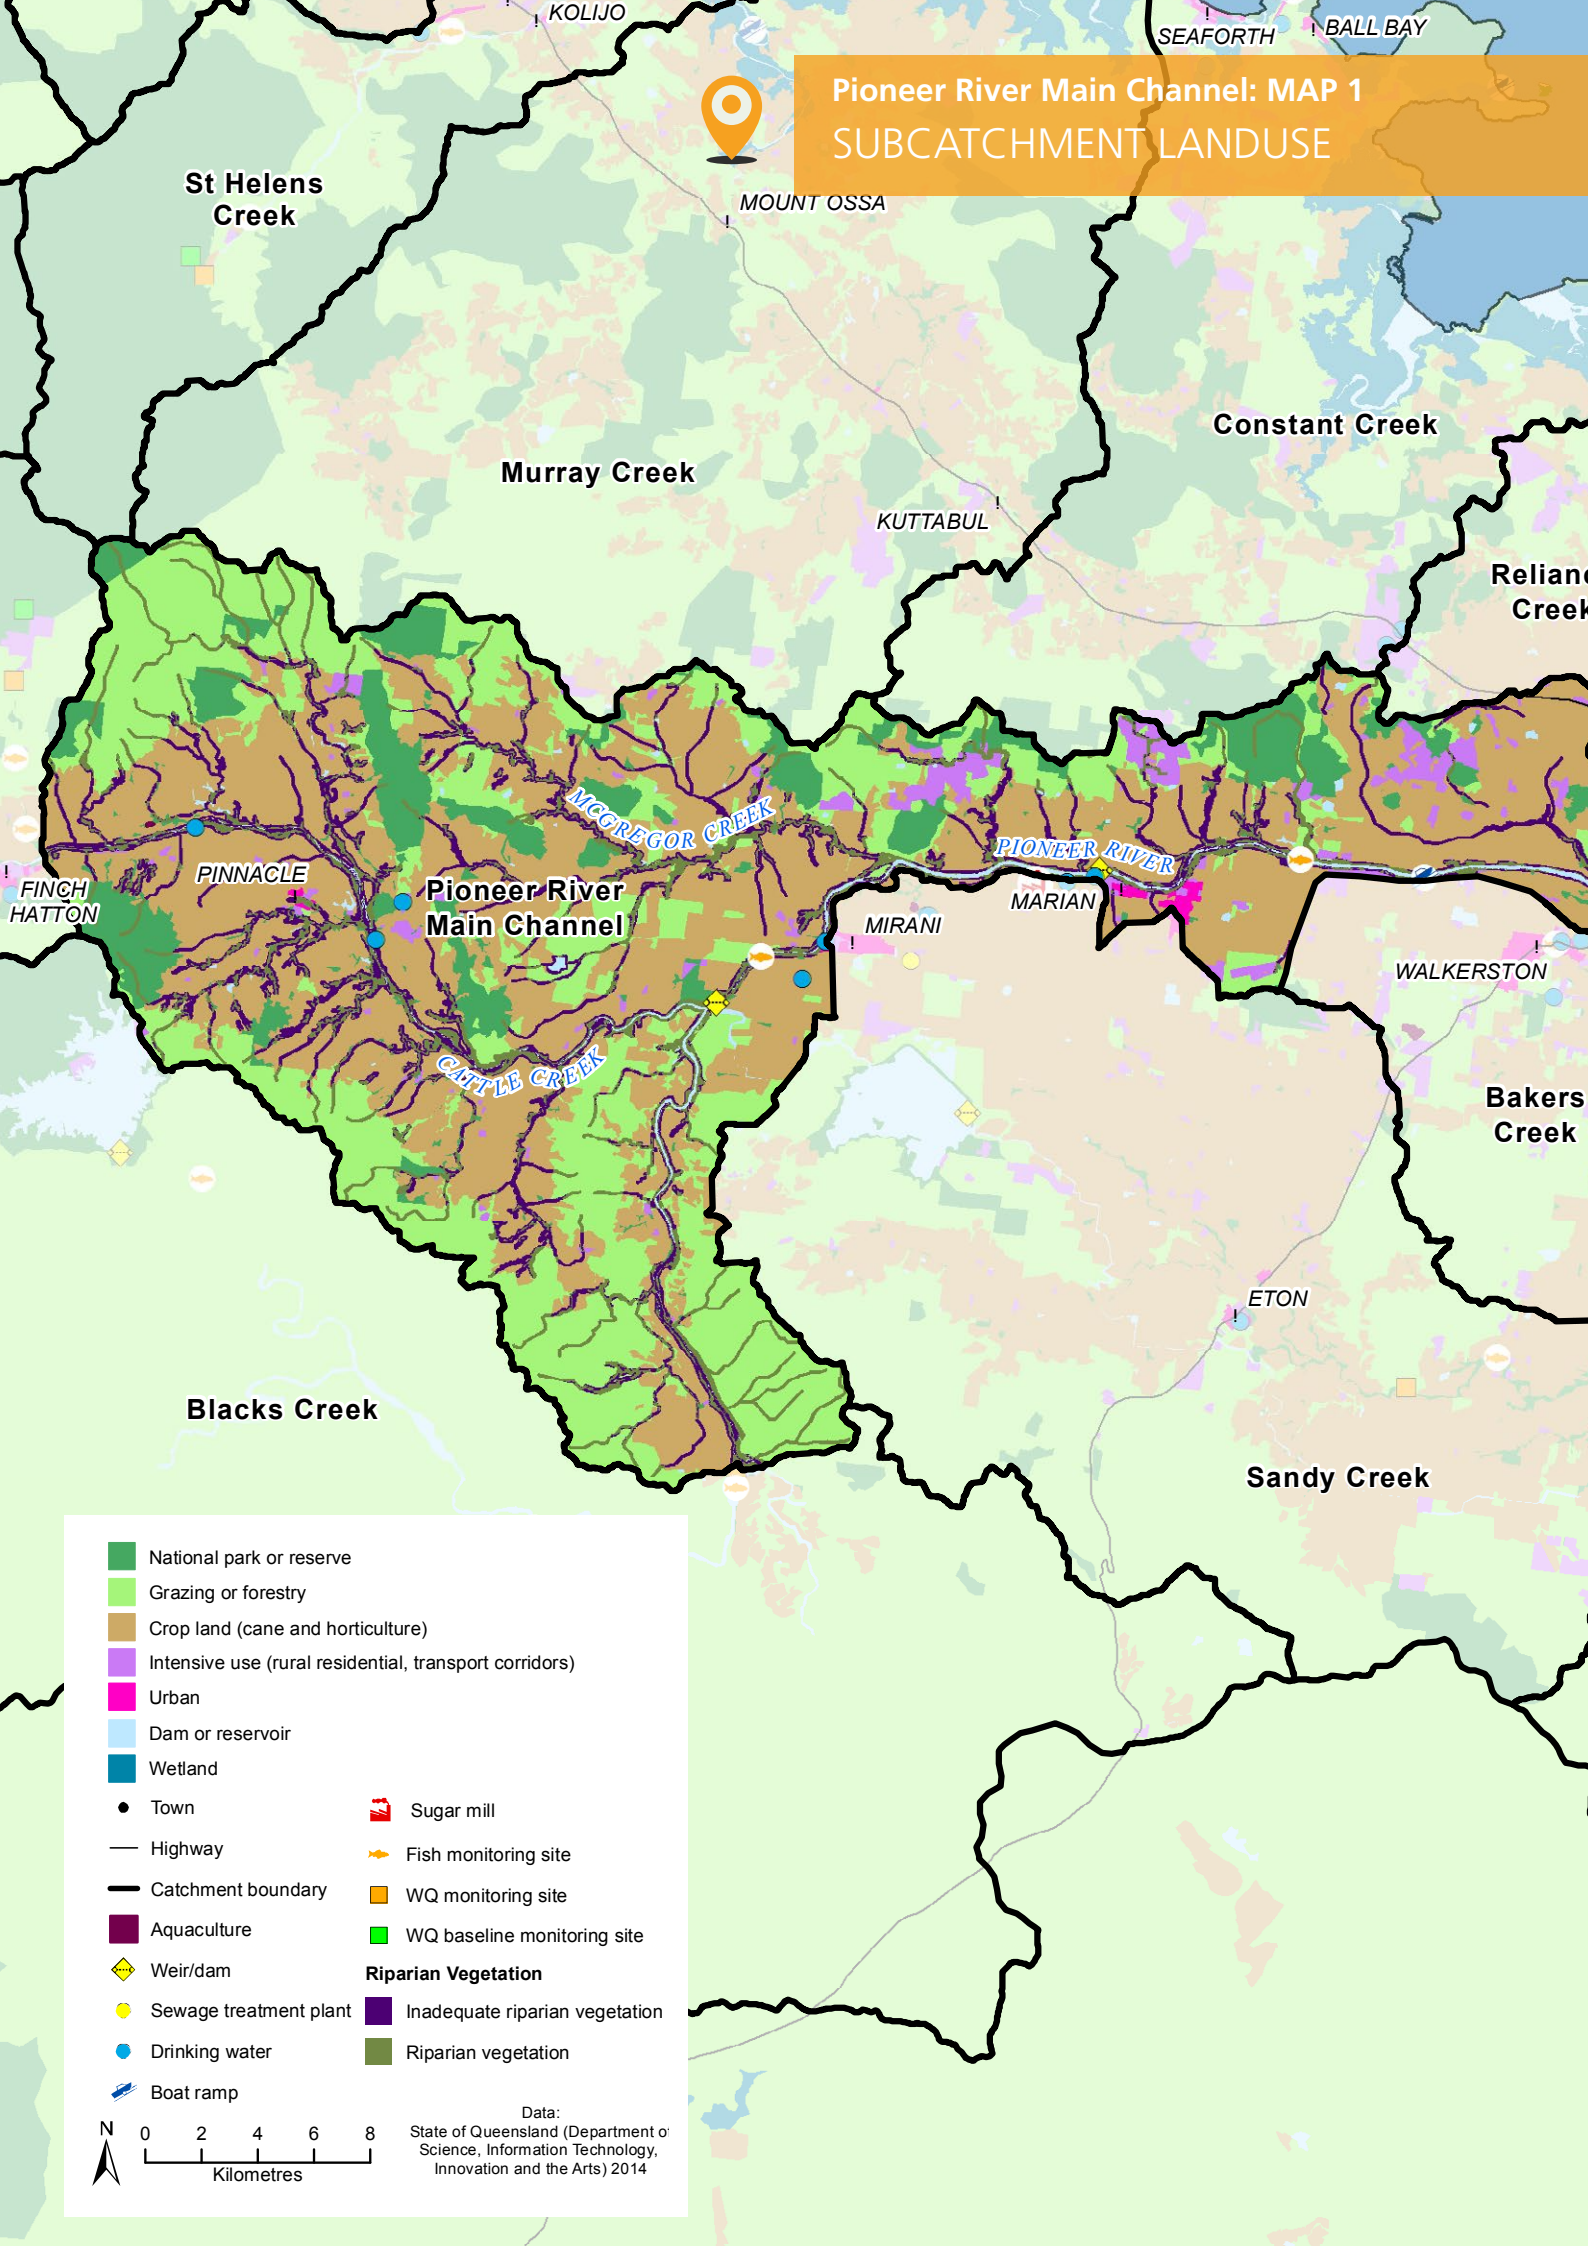 KOLIJO
SEAFORTH
BALL BAY
Pioneer River Main Channel: MAP 1
SUBCATCHMENT LANDUSE
St Helens
Creek
MOUNT OSSA
Constant Creek
Murray Creek
KUTTABUL
Creek
MCGREGOR CREEK
PIONEER RIVER
PINNACLE
FINCH
HATTON
Pioneer River
Main Channel
MARIAN
MIRANI
WALKERSTON
CATTLE CREEK
Bakers
Creek
ETON
Blacks Creek
Sandy Creek
National park or reserve
Grazing or forestry
Crop land (cane and horticulture)
Intensive use (rural residential, transport corridors)
Urban
Dam or reservoir
Wetland
Town
Highway
Catchment boundary
Aquaculture
Weir/dam
Sewage treatment plant
Drinking water
Boat ramp
Sugar mill
Fish monitoring site
WQ monitoring site
WQ baseline monitoring site
Riparian Vegetation
Inadequate riparian vegetation
Riparian vegetation
N
0 2 4 6 8
Kilometres
Data:
State of Queensland (Department of
Science, Information Technology,
Innovation and the Arts) 2014